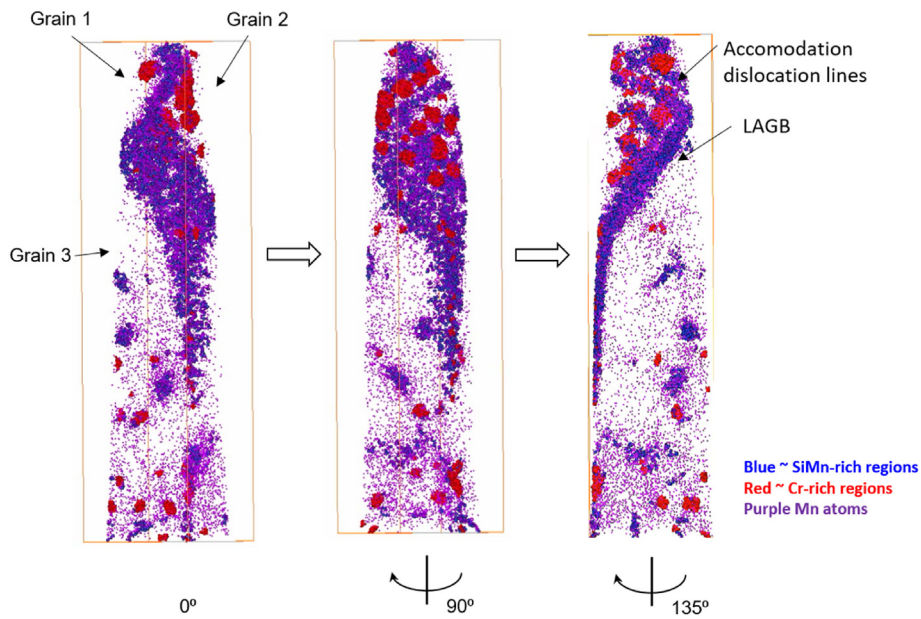 Grain 1
Grain 2
Accomodation
dislocation lines
LAGB
Grain 3
Blue ~ SiMn-rich regions
Red ~ Cr-rich regions
Purple Mn atoms
0º
90º
135º